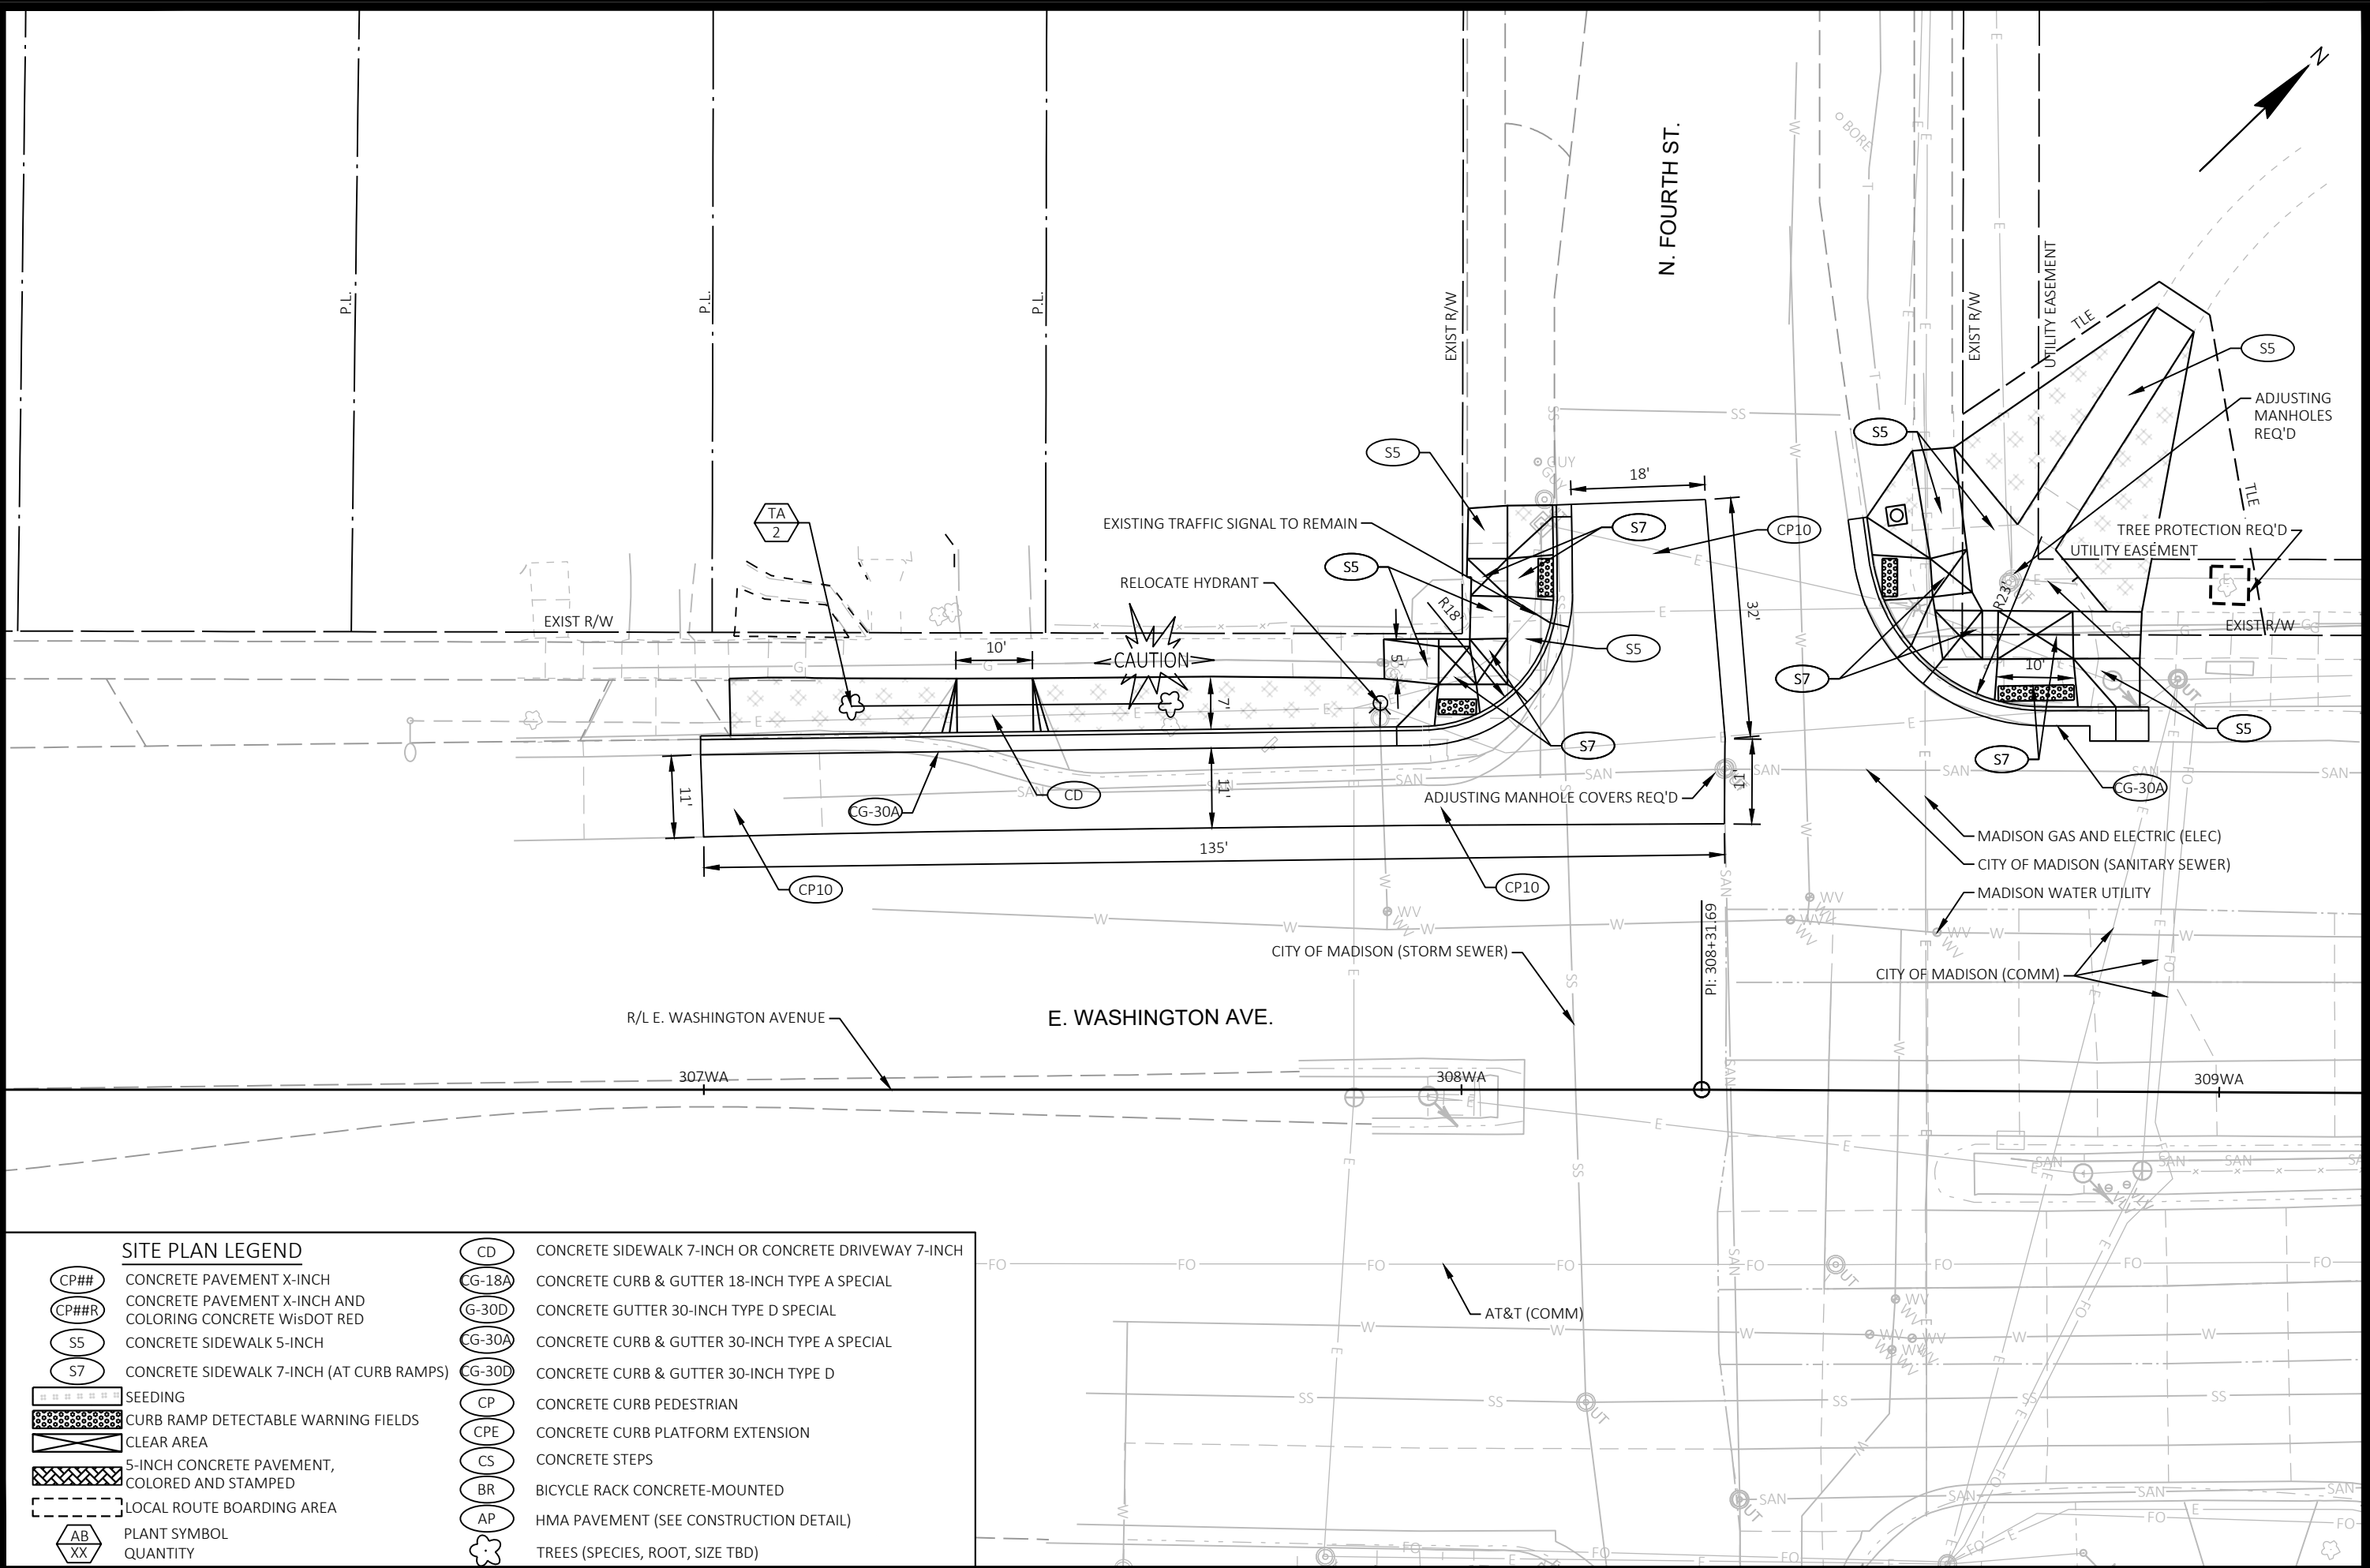 N
N. FOURTH ST.
BORE
P.L.
P.L.
P.L.
EXIST R/W
EXIST R/W
UTILITY EASEMENT
TLE
S5
ADJUSTING
MANHOLES
REQ'D
TLE
TREE PROTECTION REQ'D
UTILITY EASEMENT
EXIST R/W
S5
S5
GUY
GUY
18'
S7
CP10
TA
2
EXISTING TRAFFIC SIGNAL TO REMAIN
S5
RELOCATE HYDRANT
R18'
32'
R23'
EXIST R/W
10'
CAUTION
5'
S5
7'
10'
S7
S7
S7
S5
CG-30A
11'
CG-30A
CD
11'
ADJUSTING MANHOLE COVERS REQ'D
11'
135'
CP10
CP10
MADISON GAS AND ELECTRIC (ELEC)
CITY OF MADISON (SANITARY SEWER)
MADISON WATER UTILITY
CITY OF MADISON (STORM SEWER)
PI: 308+31.69
CITY OF MADISON (COMM)
R/L E. WASHINGTON AVENUE
E. WASHINGTON AVE.
307WA
308WA
309WA
AT&T (COMM)
SITE PLAN LEGEND
CP## CONCRETE PAVEMENT X-INCH
CP##R CONCRETE PAVEMENT X-INCH AND
COLORING CONCRETE WisDOT RED
S5 CONCRETE SIDEWALK 5-INCH
S7 CONCRETE SIDEWALK 7-INCH (AT CURB RAMPS)
SEEDING
CURB RAMP DETECTABLE WARNING FIELDS
CLEAR AREA
5-INCH CONCRETE PAVEMENT,
COLORED AND STAMPED
LOCAL ROUTE BOARDING AREA
AB PLANT SYMBOL
XX QUANTITY
CD CONCRETE SIDEWALK 7-INCH OR CONCRETE DRIVEWAY 7-INCH
CG-18A CONCRETE CURB & GUTTER 18-INCH TYPE A SPECIAL
G-30D CONCRETE GUTTER 30-INCH TYPE D SPECIAL
CG-30A CONCRETE CURB & GUTTER 30-INCH TYPE A SPECIAL
CG-30D CONCRETE CURB & GUTTER 30-INCH TYPE D
CP CONCRETE CURB PEDESTRIAN
CPE CONCRETE CURB PLATFORM EXTENSION
CS CONCRETE STEPS
BR BICYCLE RACK CONCRETE-MOUNTED
AP HMA PAVEMENT (SEE CONSTRUCTION DETAIL)
TREES (SPECIES, ROOT, SIZE TBD)